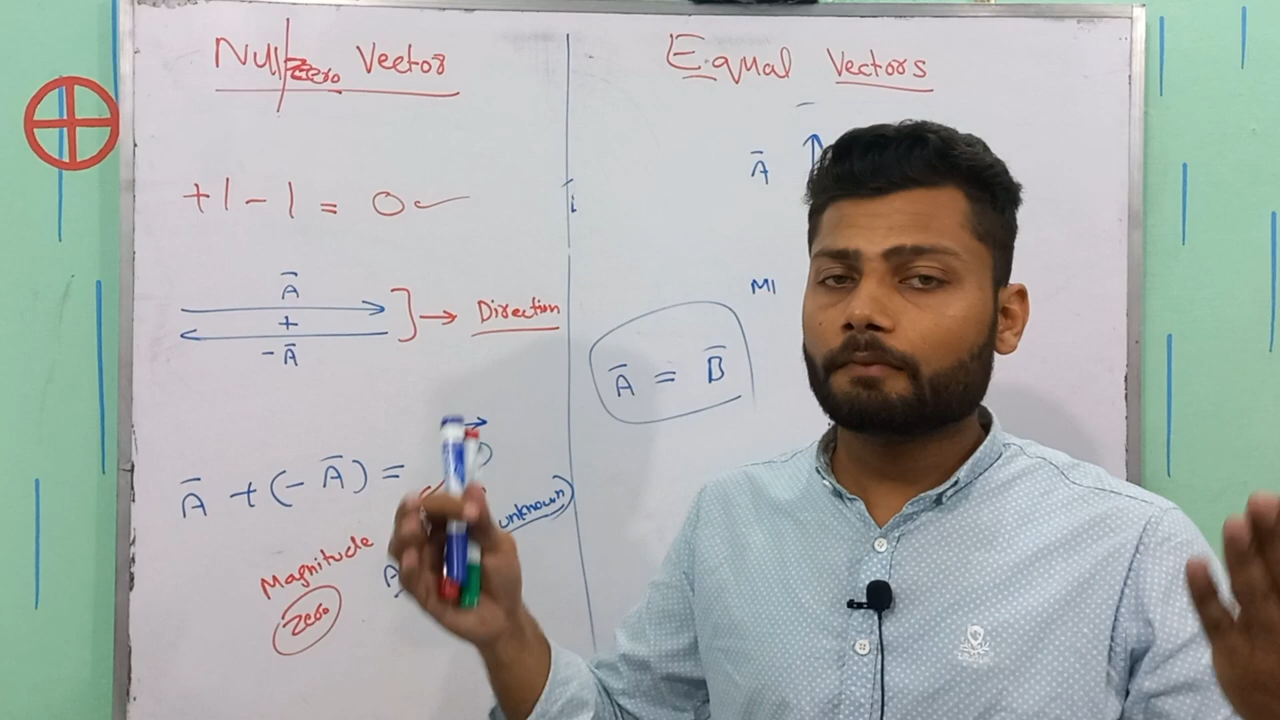 Null/Zero Vector
+1 - 1 = 0
Ā
+
- Ā
→ Direction
Ā + (- Ā) =
unknown)
Magnitude
Zero
Equal Vectors
Ā
Ā = B̄